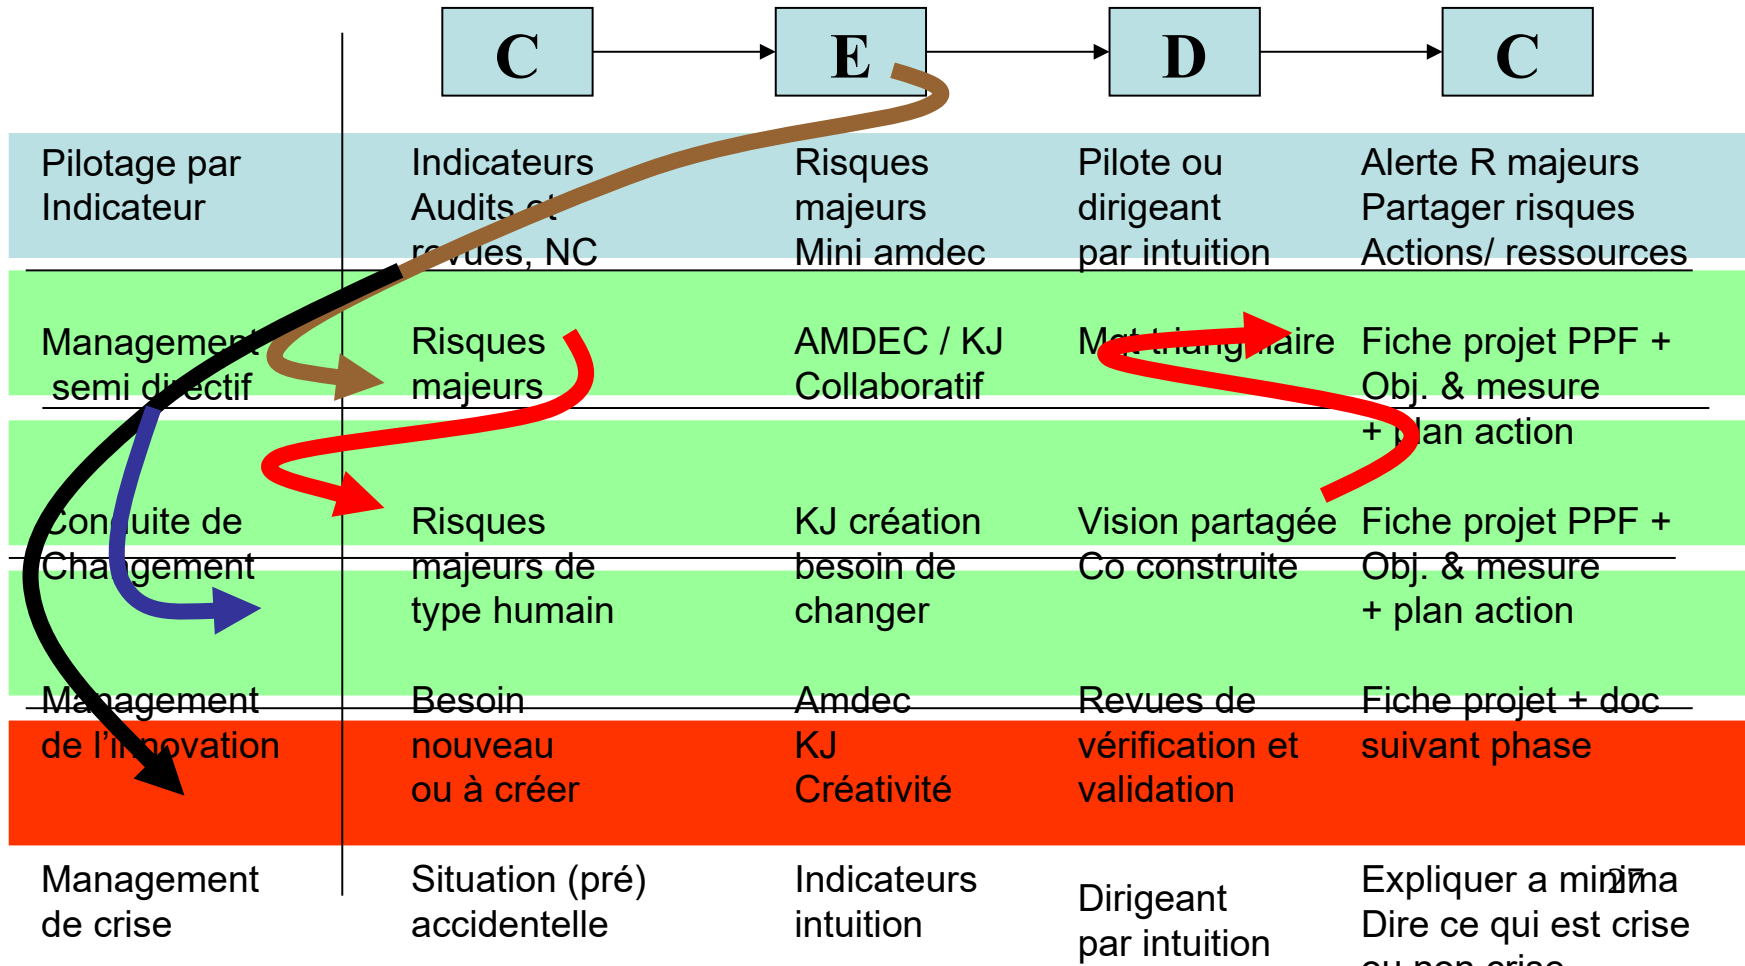 C
E
D
C
Pilotage par
Indicateur
Indicateurs
Audits et
revues, NC
Risques
majeurs
Mini amdec
Pilote ou
dirigeant
par intuition
Alerte R majeurs
Partager risques
Actions/ ressources
Management
semi directif
Risques
majeurs
AMDEC / KJ
Collaboratif
Mgt triangulaire
Fiche projet PPF +
Obj. & mesure
+ plan action
Conduite de
Changement
Risques
majeurs de
type humain
KJ création
besoin de
changer
Vision partagée
Co construite
Fiche projet PPF +
Obj. & mesure
+ plan action
Management
de l’innovation
Besoin
nouveau
ou à créer
Amdec
KJ
Créativité
Revues de
vérification et
validation
Fiche projet + doc
suivant phase
Management
de crise
Situation (pré)
accidentelle
Indicateurs
intuition
Dirigeant
par intuition
Expliquer a minima
Dire ce qui est crise
ou non crise
27